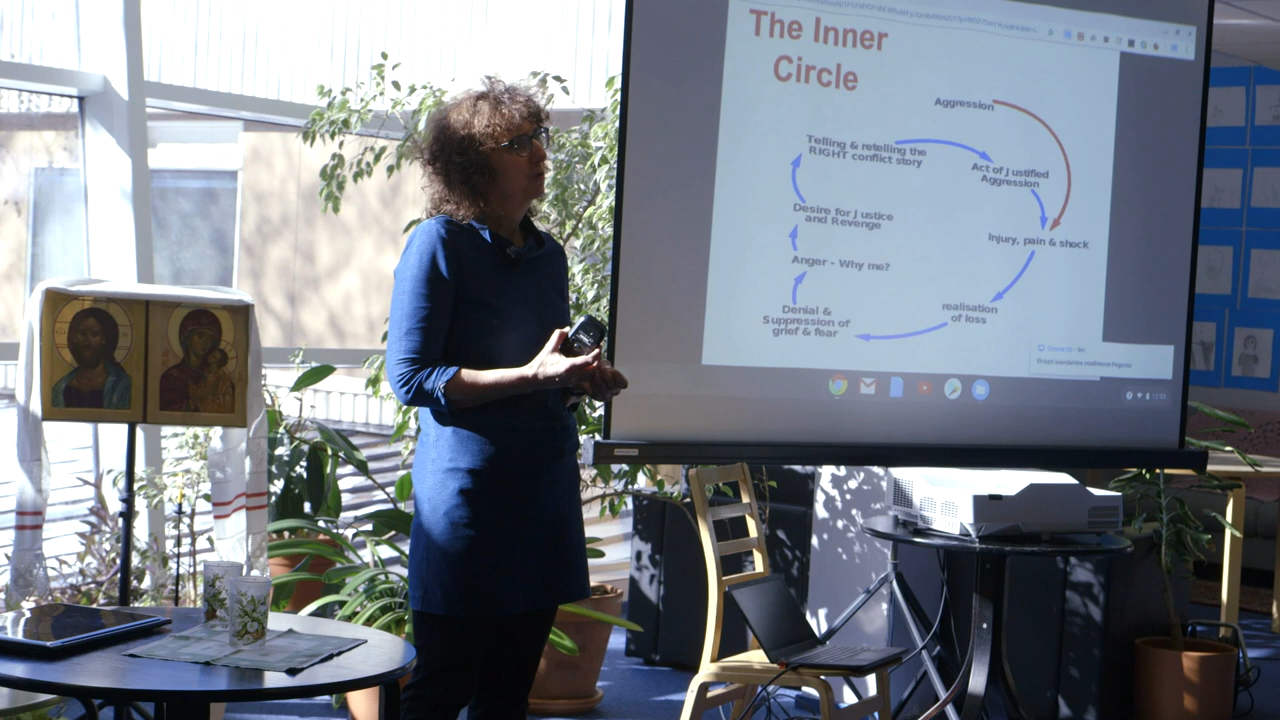 The Inner
Circle
Aggression
Telling & retelling the
RIGHT conflict story
Act of Justified
Aggression
Desire for Justice
and Revenge
Injury, pain & shock
Anger - Why me?
realisation
of loss
Denial &
Suppression of
grief & fear